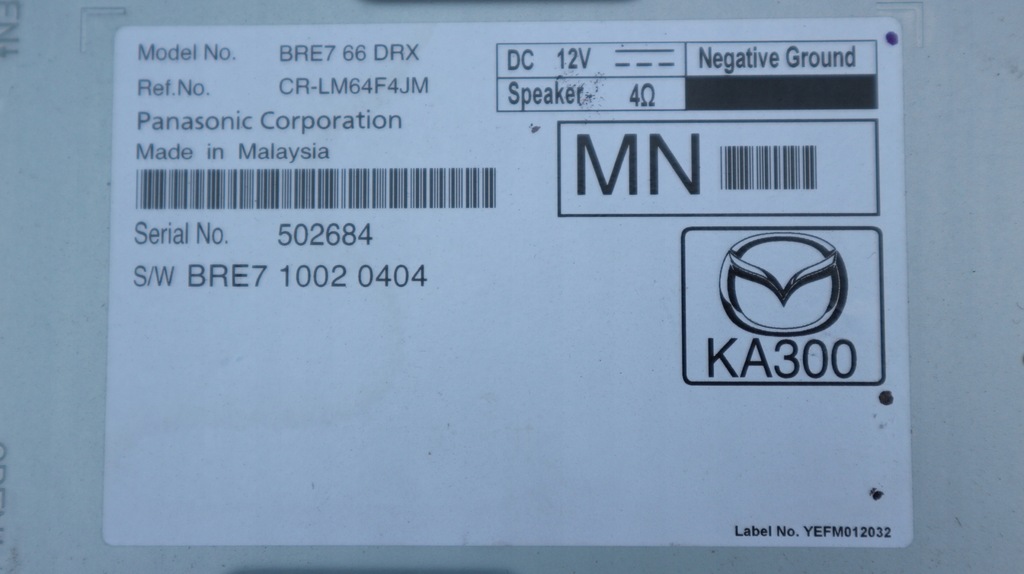 Model No. BRE7 66 DRX
Ref.No. CR-LM64F4JM
Panasonic Corporation
Made in Malaysia
Serial No. 502684
S/W BRE7 1002 0404
DC 12V Negative Ground
Speaker 4Ω
MN
KA300
Label No. YEFM012032